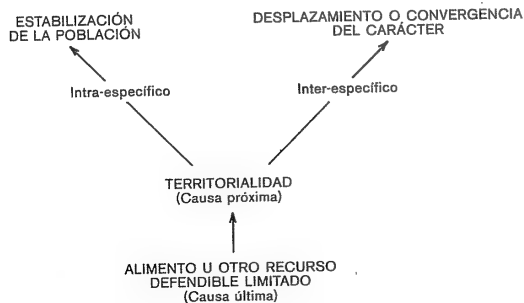 ESTABILIZACIÓN
DE LA POBLACIÓN
DESPLAZAMIENTO O CONVERGENCIA
DEL CARÁCTER
Intra-específico
Inter-específico
TERRITORIALIDAD
(Causa próxima)
ALIMENTO U OTRO RECURSO
DEFENDIBLE LIMITADO
(Causa última)